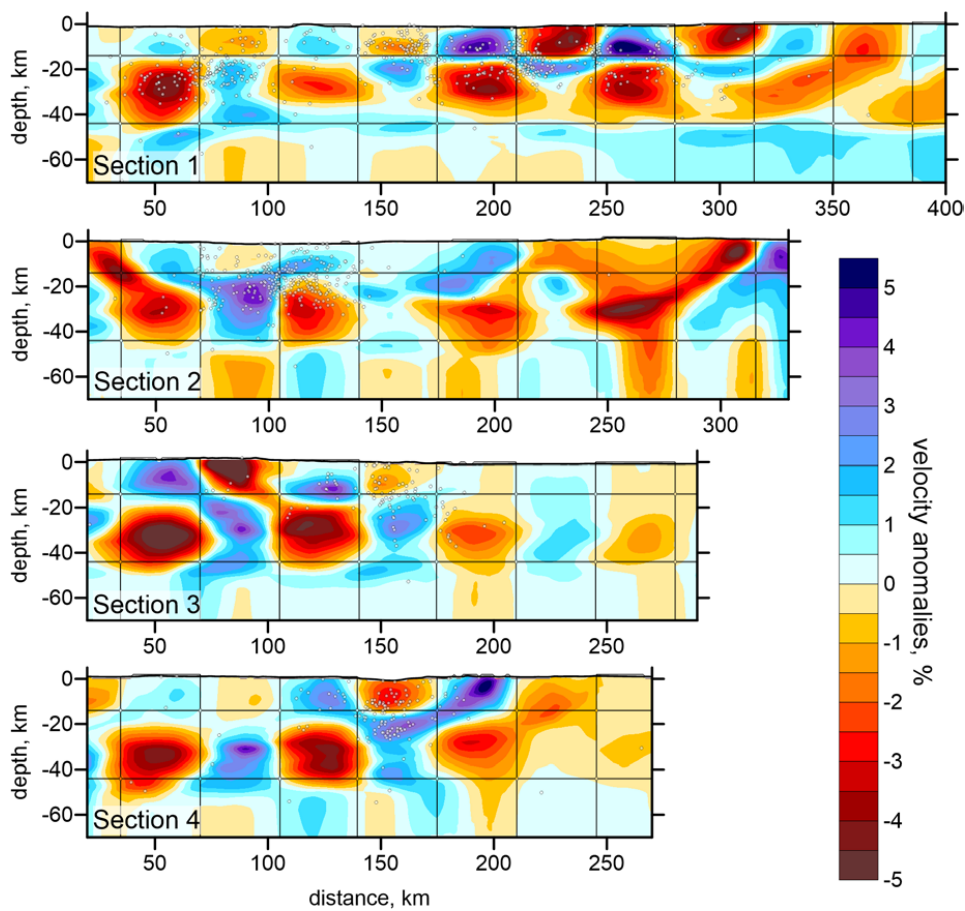 0
-20
-40
-60
depth, km
Section 1
50 100 150 200 250 300 350 400
0
-20
-40
-60
depth, km
Section 2
50 100 150 200 250 300
0
-20
-40
-60
depth, km
Section 3
50 100 150 200 250
0
-20
-40
-60
depth, km
Section 4
50 100 150 200 250
distance, km
5
4
3
2
1
0
-1
-2
-3
-4
-5
velocity anomalies, %